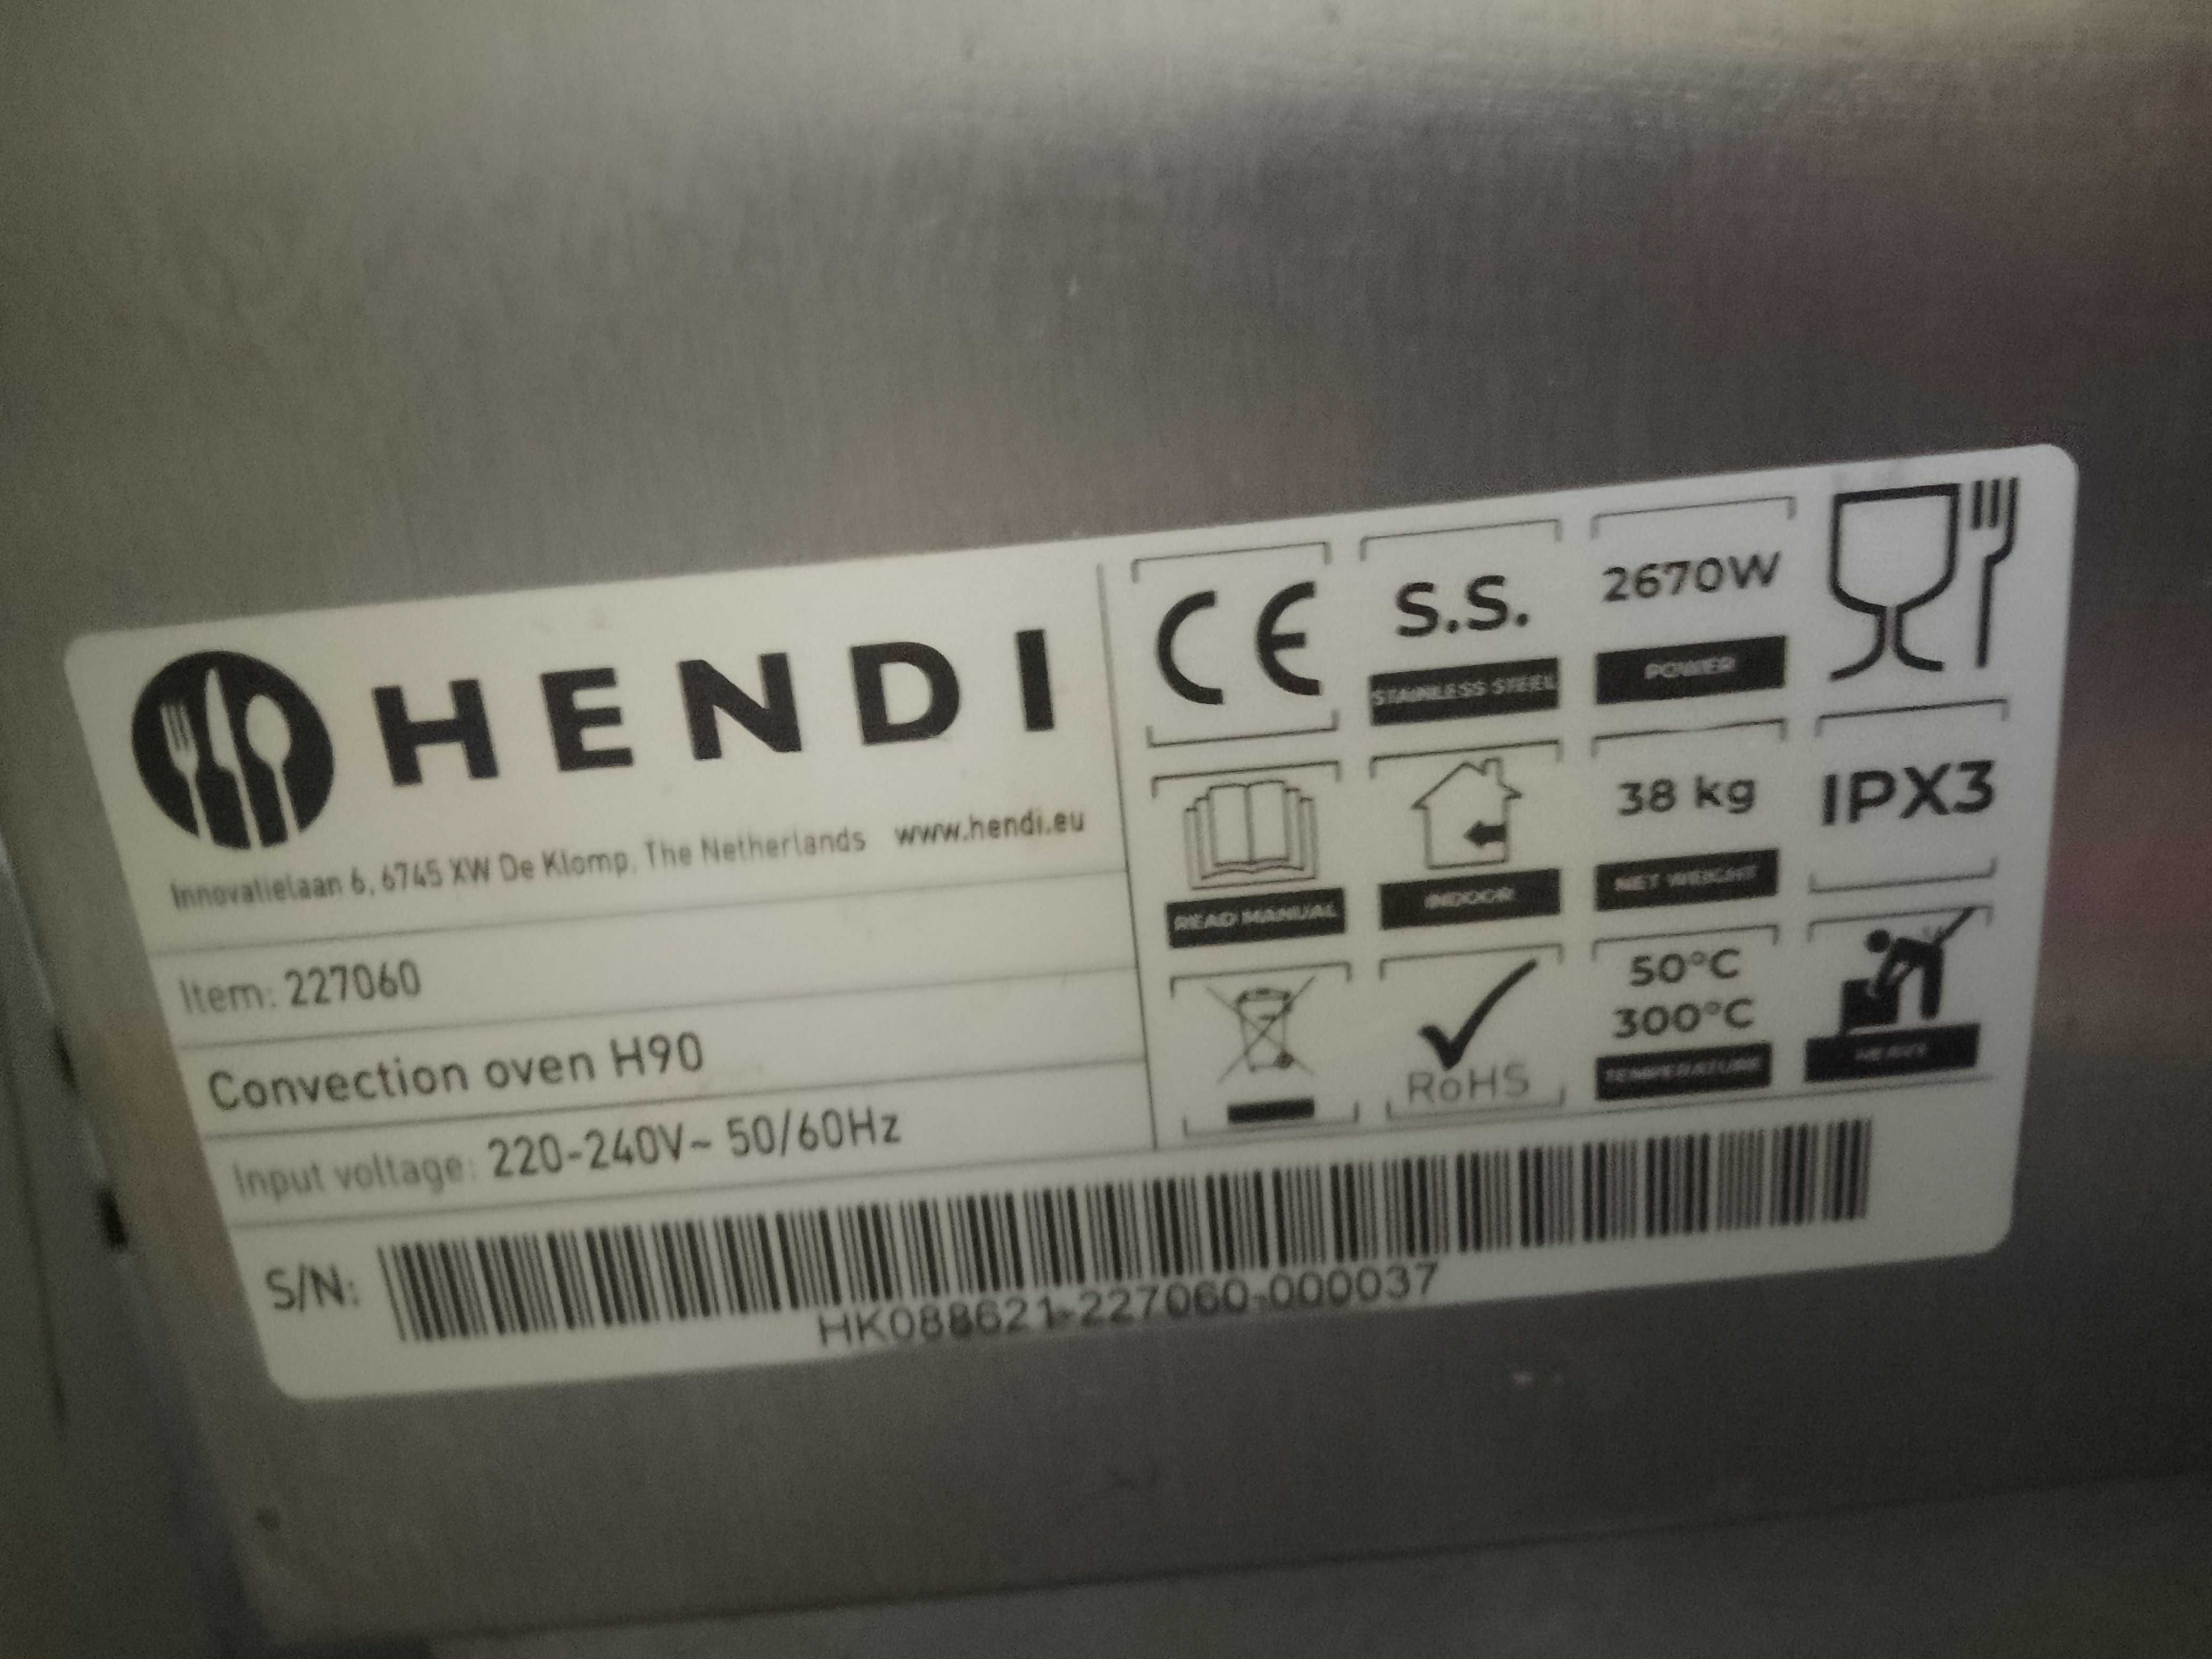 HENDI
Innovatielaan 6, 6745 XW De Klomp, The Netherlands www.hendi.eu
Item: 227060
Convection oven H90
Input voltage: 220-240V~ 50/60Hz
S/N:
HK088621-227060-000037
CE
S.S.
STAINLESS STEEL
2670W
POWER
READ MANUAL
INDOOR
38 kg
NET WEIGHT
IPX3
RoHS
50°C
300°C
TEMPERATURE
HEAVY